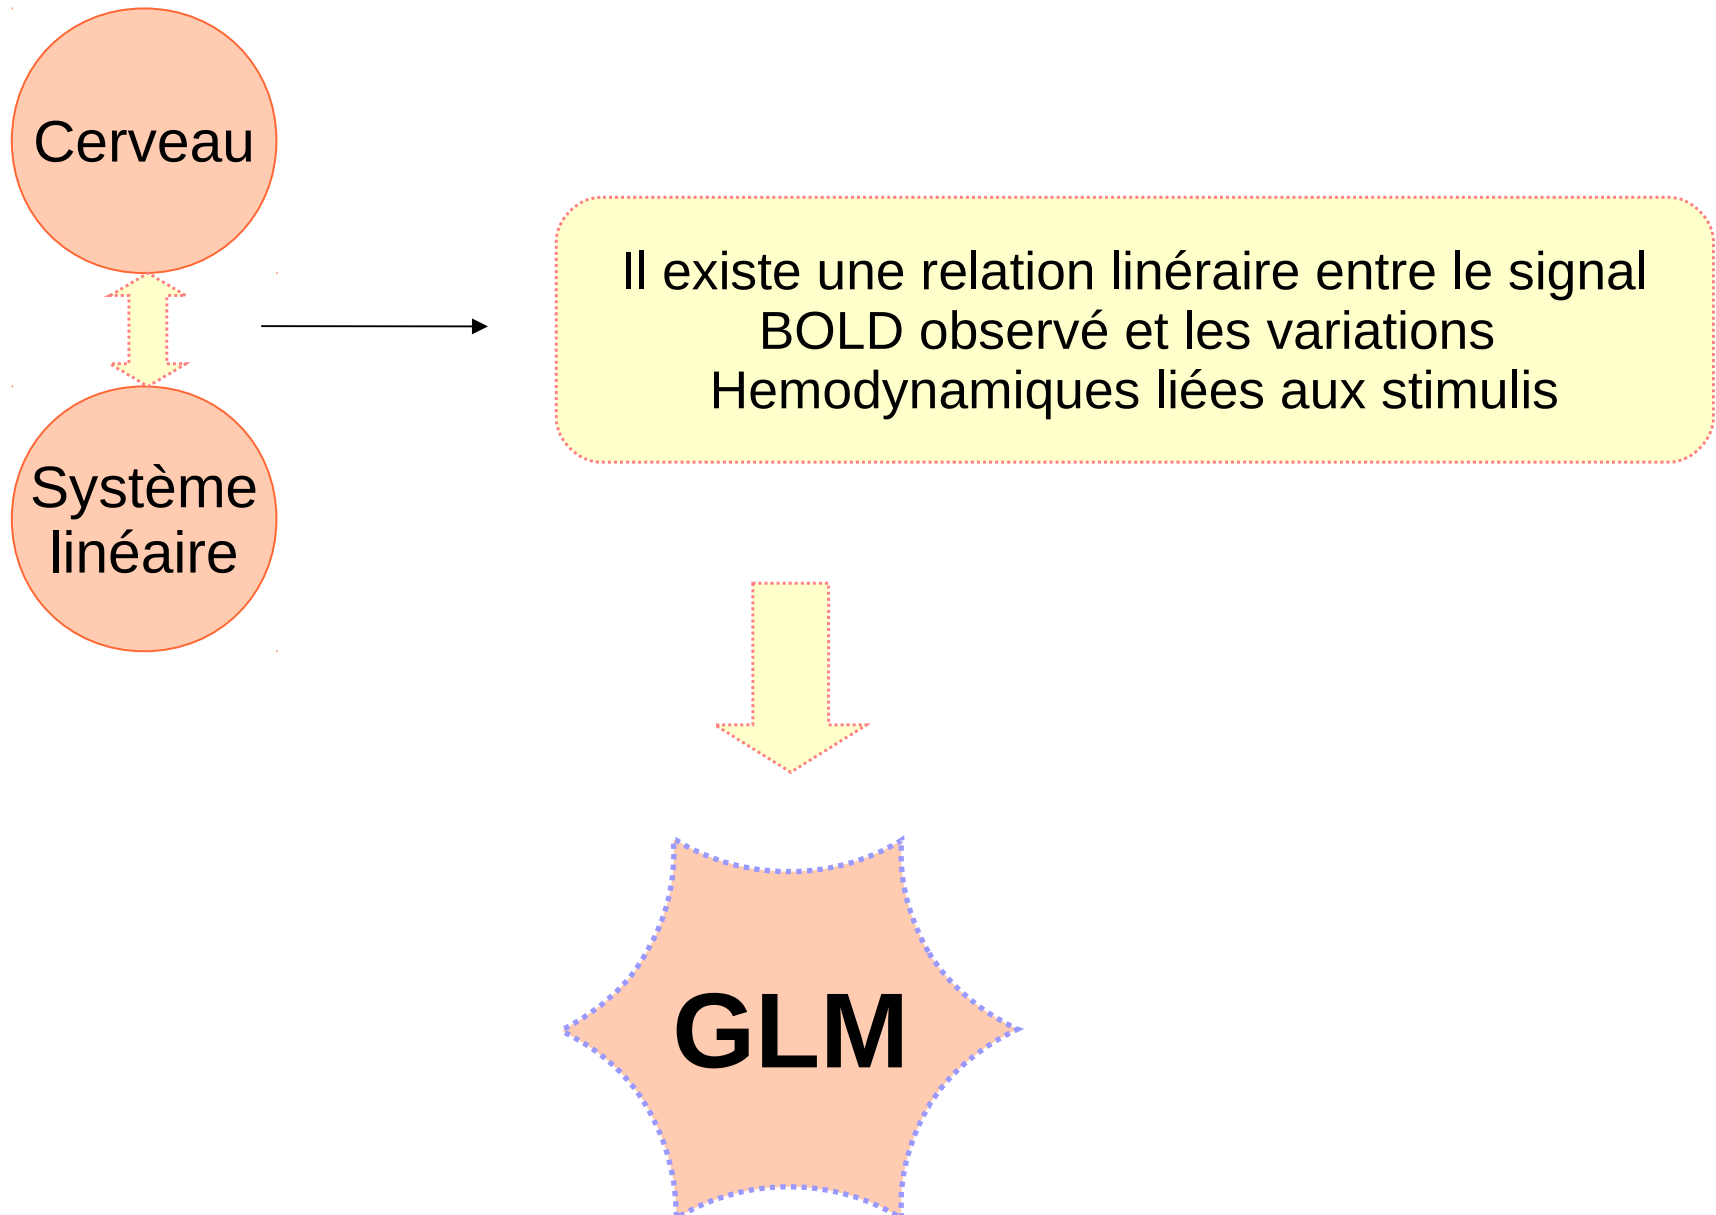 Cerveau
Système
linéaire
Il existe une relation linéraire entre le signal
BOLD observé et les variations
Hemodynamiques liées aux stimulis
GLM